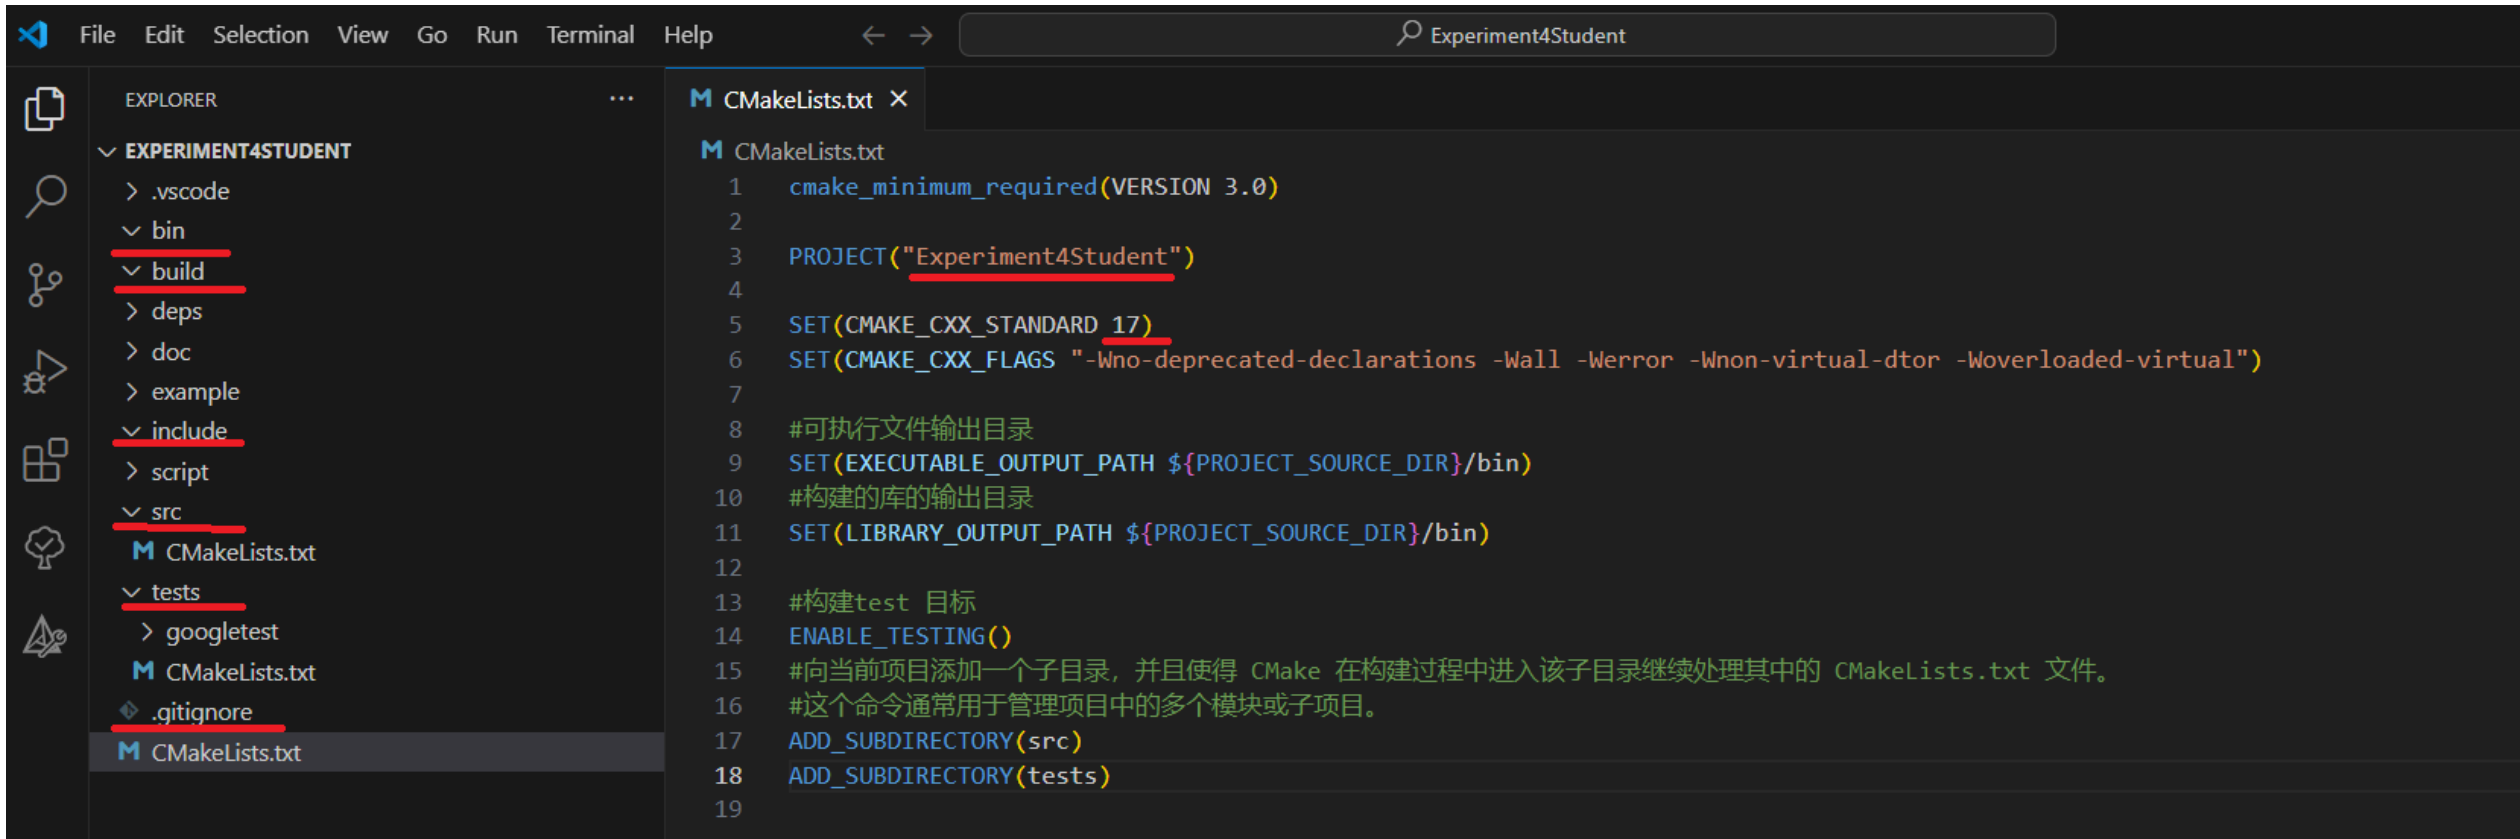 File Edit Selection View Go Run Terminal Help
Experiment4Student
EXPLORER
EXPERIMENT4STUDENT
.vscode
bin
build
deps
doc
example
include
script
src
CMakeLists.txt
tests
googletest
CMakeLists.txt
.gitignore
CMakeLists.txt
CMakeLists.txt
CMakeLists.txt
1 cmake_minimum_required(VERSION 3.0)
2
3 PROJECT("Experiment4Student")
4
5 SET(CMAKE_CXX_STANDARD 17)
6 SET(CMAKE_CXX_FLAGS "-Wno-deprecated-declarations -Wall -Werror -Wnon-virtual-dtor -Woverloaded-virtual")
7
8 #可执行文件输出目录
9 SET(EXECUTABLE_OUTPUT_PATH ${PROJECT_SOURCE_DIR}/bin)
10 #构建的库的输出目录
11 SET(LIBRARY_OUTPUT_PATH ${PROJECT_SOURCE_DIR}/bin)
12
13 #构建test 目标
14 ENABLE_TESTING()
15 #向当前项目添加一个子目录，并且使得 CMake 在构建过程中进入该子目录继续处理其中的 CMakeLists.txt 文件。
16 #这个命令通常用于管理项目中的多个模块或子项目。
17 ADD_SUBDIRECTORY(src)
18 ADD_SUBDIRECTORY(tests)
19